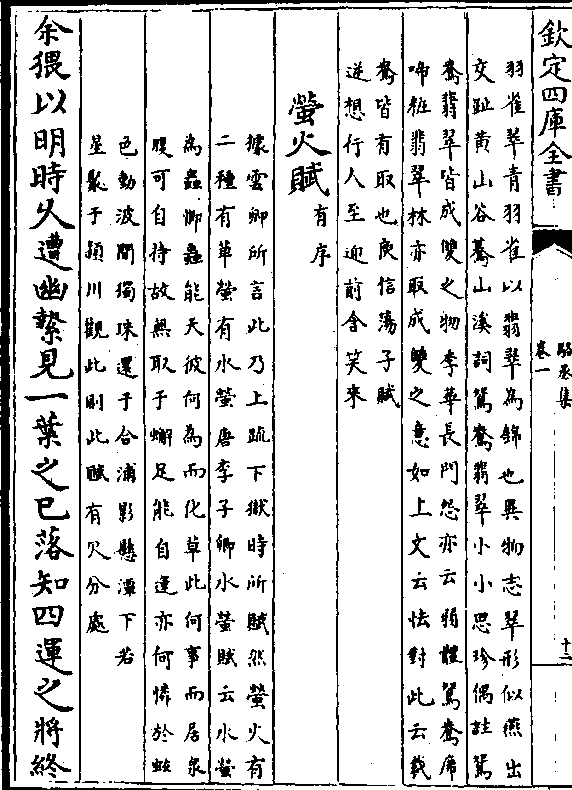 欽定四庫全書
駱丞集
卷一
十二
羽雀翠青羽雀以翡翠為錦也異物志翠形似燕出
交趾黄山谷驀山溪詞鴛鴦翡翠小小思珍偶註鴛
鴦翡翠皆成雙之物李華長門怨亦云弱體鴛鴦席
啼粧翡翠林亦取成雙之意如上文云怯對此云載
鴦皆有取也庾信蕩子賦
逆想行人至迎前含笑來
螢火賦有序
據雲卿所言此乃上疏下獄時所賦然螢火有
二種有草螢有水螢唐李子卿水螢賦云水螢
為蟲卿蟲能天彼何為而化草此何事而居泉
腹可自持故無取于蠏足能自運亦何憐於蚿
色動波間獨珠還于合浦影懸潭下若
星聚于潁川觀此則此賦有欠分處
余猥以明時久遭幽縶見一葉之已落知四運之將終